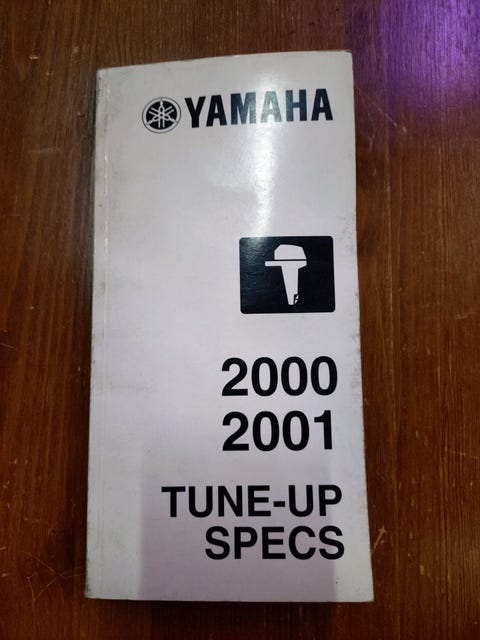 YAMAHA
2000
2001
TUNE-UP
SPECS